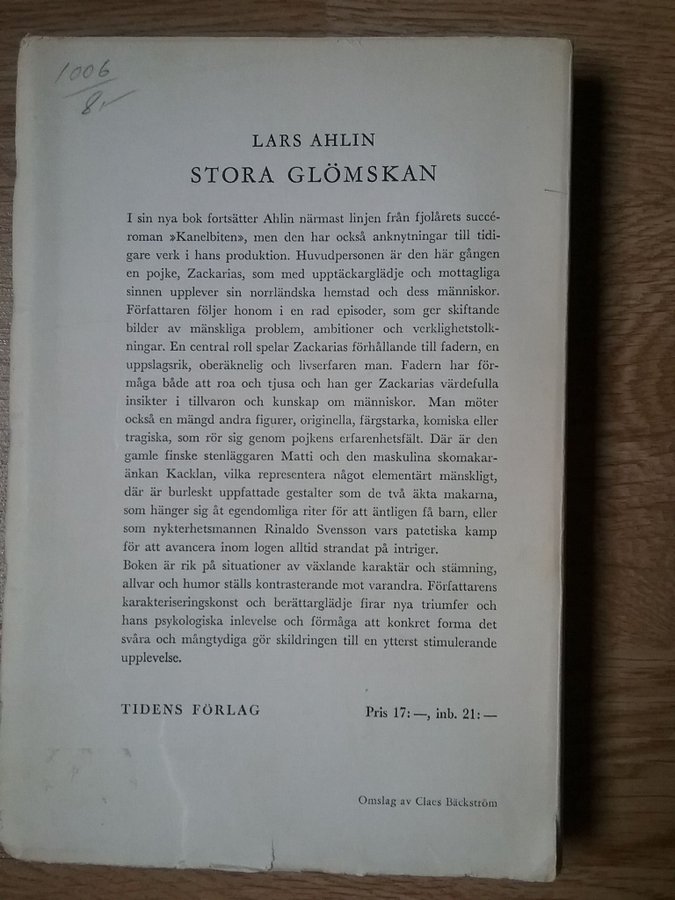 1006
8:-
LARS AHLIN
STORA GLÖMSKAN
I sin nya bok fortsätter Ahlin närmast linjen från fjolårets succé-
roman »Kanelbiten», men den har också anknytningar till tidi-
gare verk i hans produktion. Huvudpersonen är den här gången
en pojke, Zackarias, som med upptäckarglädje och mottagliga
sinnen upplever sin norrländska hemstad och dess människor.
Författaren följer honom i en rad episoder, som ger skiftande
bilder av mänskliga problem, ambitioner och verklighetstolk-
ningar. En central roll spelar Zackarias förhållande till fadern, en
uppslagsrik, oberäknelig och livserfaren man. Fadern har för-
måga både att roa och tjusa och han ger Zackarias värdefulla
insikter i tillvaron och kunskap om människor. Man möter
också en mängd andra figurer, originella, färgstarka, komiska eller
tragiska, som rör sig genom pojkens erfarenhetsfält. Där är den
gamle finske stenläggaren Matti och den maskulina skomakar-
änkan Kacklan, vilka representera något elementärt mänskligt,
där är burleskt uppfattade gestalter som de två äkta makarna,
som hänger sig åt egendomliga riter för att äntligen få barn, eller
som nykterhetsmannen Rinaldo Svensson vars patetiska kamp
för att avancera inom logen alltid strandat på intriger.
Boken är rik på situationer av växlande karaktär och stämning,
allvar och humor ställs kontrasterande mot varandra. Författarens
karakteriseringskonst och berättarglädje firar nya triumfer och
hans psykologiska inlevelse och förmåga att konkret forma det
svåra och mångtydiga gör skildringen till en ytterst stimulerande
upplevelse.
TIDENS FÖRLAG Pris 17: —, inb. 21: —
Omslag av Claes Bäckström